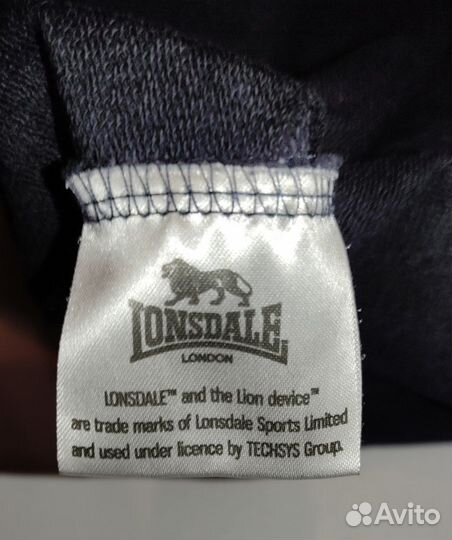 LONSDALE
LONDON
LONSDALE™ and the Lion device™
are trade marks of Lonsdale Sports Limited
and used under licence by TECHSYS Group.
Avito